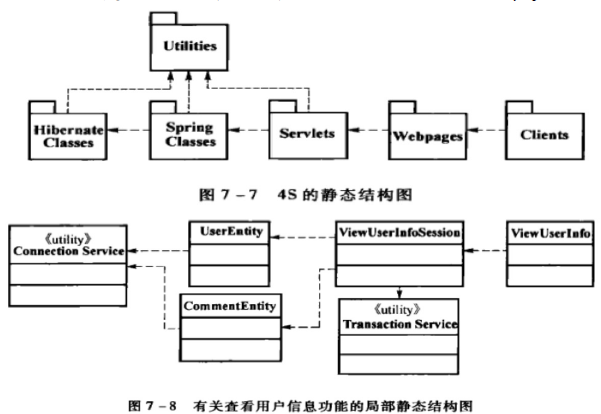 Utilities
Hibernate
Classes
Spring
Classes
Servlets
Webpages
Clients
图 7-7 4S 的静态结构图
《utility》
Connection Service
UserEntity
ViewUserInfoSession
ViewUserInfo
CommentEntity
《utility》
Transaction Service
图 7-8 有关查看用户信息功能的局部静态结构图